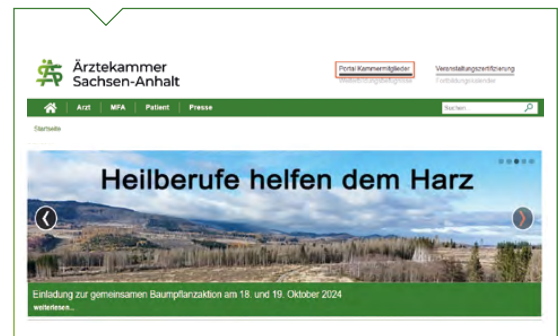 Ärztekammer
Sachsen-Anhalt
Portal Kammermitglieder
Veranstaltungszertifizierung
Weiterbildungsbefugnisse
Fortbildungskalender
Arzt
MFA
Patient
Presse
Suchen
Startseite
Heilberufe helfen dem Harz
Einladung zur gemeinsamen Baumpflanzaktion am 18. und 19. Oktober 2024
weiterlesen...